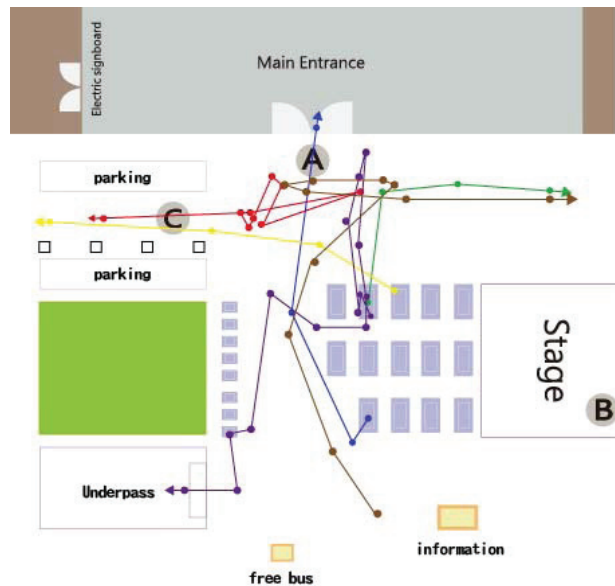 Electric signboard
Main Entrance
A
parking
C
parking
Stage
B
Underpass
information
free bus